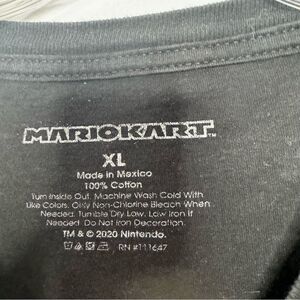 MARIOKART™
XL
Made in Mexico
100% Cotton
Turn Inside Out. Machine Wash Cold With
Like Colors. Only Non-Chlorine Bleach When
Needed. Tumble Dry Low. Low Iron if
Needed. Do Not Iron Decoration.
TM & © 2020 Nintendo.
RN #111647